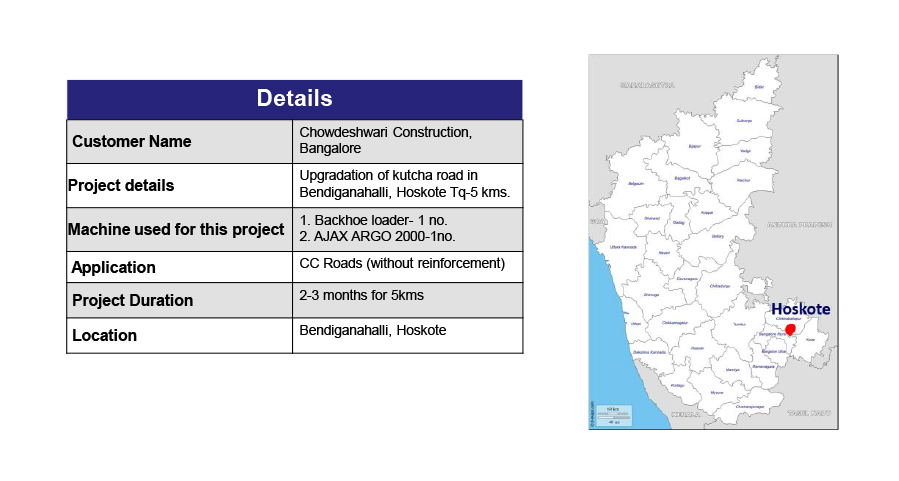 Details
Customer Name
Chowdeshwari Construction,
Bangalore
Project details
Upgradation of kutcha road in
Bendiganahalli, Hoskote Tq-5 kms.
Machine used for this project
1. Backhoe loader- 1 no.
2. AJAX ARGO 2000-1no.
Application
CC Roads (without reinforcement)
Project Duration
2-3 months for 5kms
Location
Bendiganahalli, Hoskote
MAHARASHTRA
Bidar
Gulbarga
Bijapur
Yadgir
Belgaum
Bagalkot
Raichur
GOA
Dharwad
Gadag
Koppal
ANDHRA PRADESH
Bellary
Uttara Kannada
Haveri
Davanagere
Chitradurga
Shimoga
Hoskote
Chikkaballapur
Udupi
Chikkamagalur
Tumkur
Bangalore Rural
Kolar
Dakshina Kannada
Hassan
Bangalore Urban
Mandya
Ramanagara
Kodagu
Mysore
Chamarajanagar
KERALA
TAMIL NADU